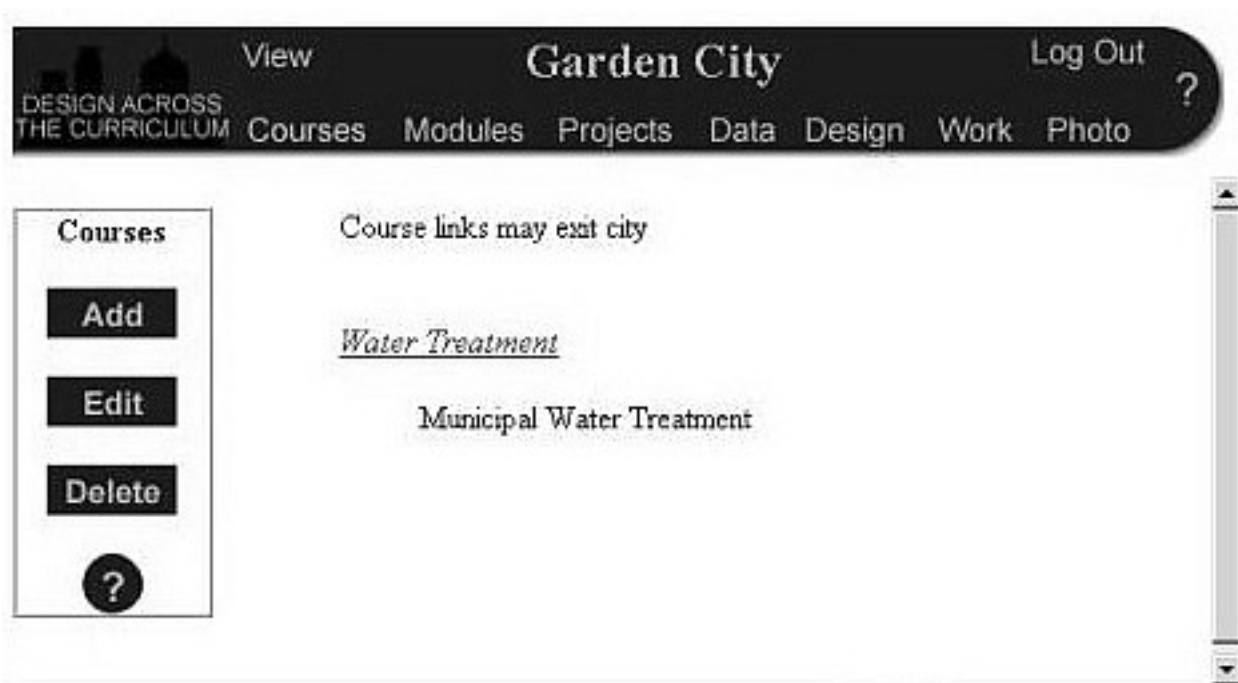 View Garden City Log Out ?
DESIGN ACROSS
THE CURRICULUM
Courses Modules Projects Data Design Work Photo
Courses
Add
Edit
Delete
?
Course links may exit city
Water Treatment
Municipal Water Treatment